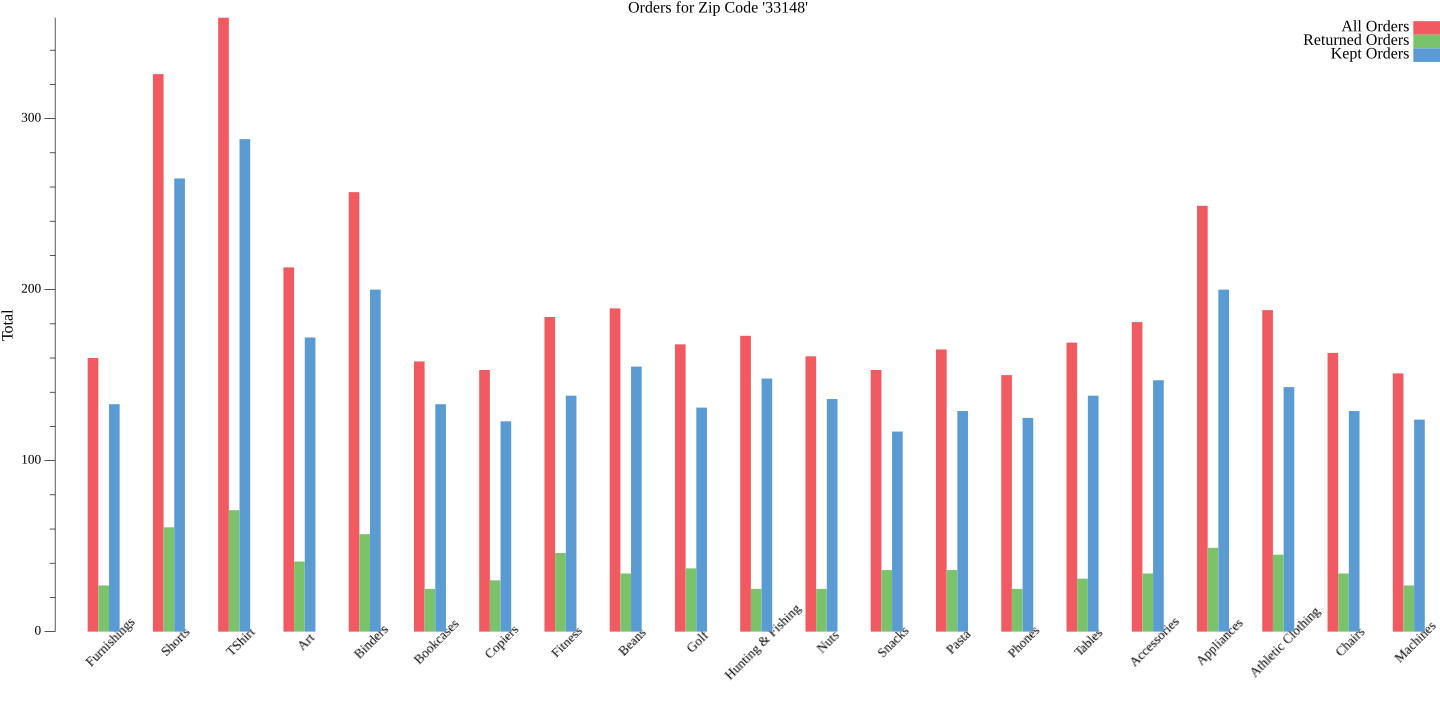 Orders for Zip Code '33148'
All Orders
Returned Orders
Kept Orders
Total
300
200
100
0
Furnishings
Shorts
TShirt
Art
Binders
Bookcases
Copiers
Fitness
Beans
Golf
Hunting & Fishing
Nuts
Snacks
Pasta
Phones
Tables
Accessories
Appliances
Athletic Clothing
Chairs
Machines